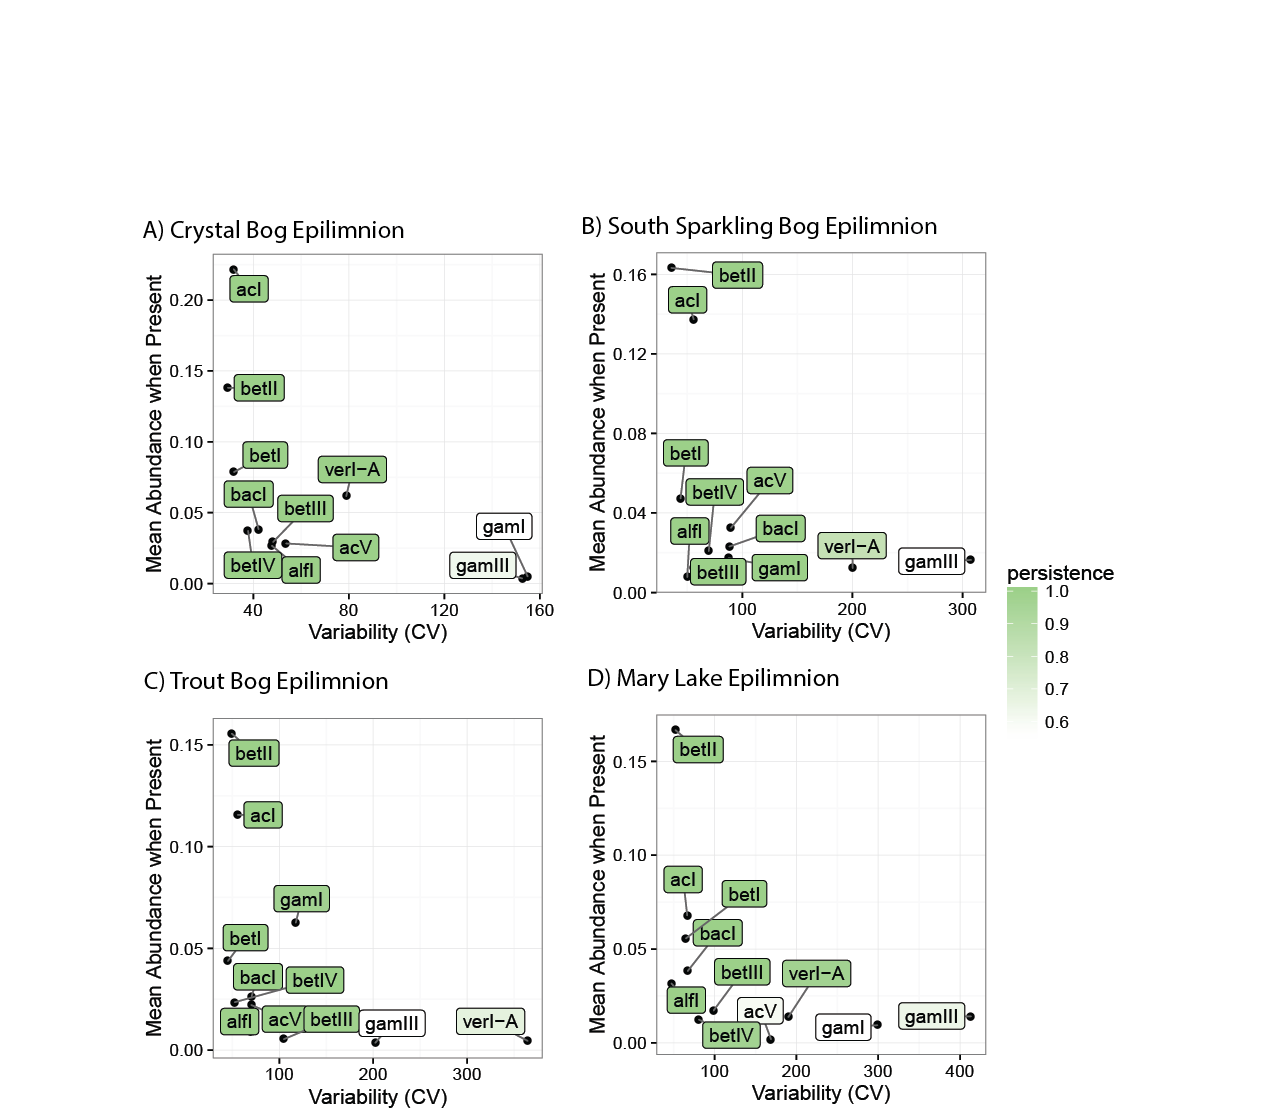 A) Crystal Bog Epilimnion
Mean Abundance when Present
0.20
0.15
0.10
0.05
0.00
acI
betII
betI
verI−A
bacI
betIII
gamI
acV
gamIII
betIV
alfI
40
80
120
160
Variability (CV)
B) South Sparkling Bog Epilimnion
Mean Abundance when Present
0.16
0.12
0.08
0.04
0.00
betII
acI
betI
acV
betIV
bacI
alfI
verI−A
gamIII
betIII
gamI
100
200
300
Variability (CV)
persistence
1.0
0.9
0.8
0.7
0.6
C) Trout Bog Epilimnion
Mean Abundance when Present
0.15
0.10
0.05
0.00
betII
acI
gamI
betI
bacI
betIV
alfI
acV
betIII
gamIII
verI−A
100
200
300
Variability (CV)
D) Mary Lake Epilimnion
Mean Abundance when Present
0.15
0.10
0.05
0.00
betII
acI
betI
bacI
betIII
verI−A
alfI
acV
gamIII
gamI
betIV
100
200
300
400
Variability (CV)